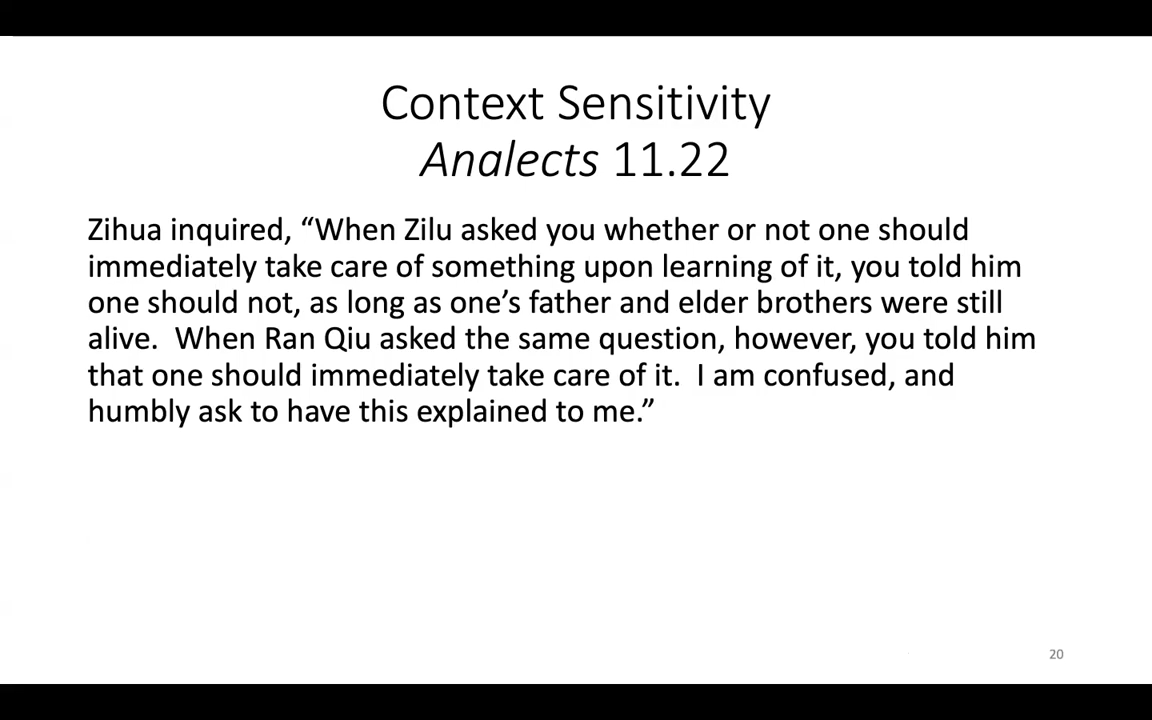 Context Sensitivity
Analects 11.22
Zihua inquired, “When Zilu asked you whether or not one should
immediately take care of something upon learning of it, you told him
one should not, as long as one’s father and elder brothers were still
alive.  When Ran Qiu asked the same question, however, you told him
that one should immediately take care of it.  I am confused, and
humbly ask to have this explained to me.”
20